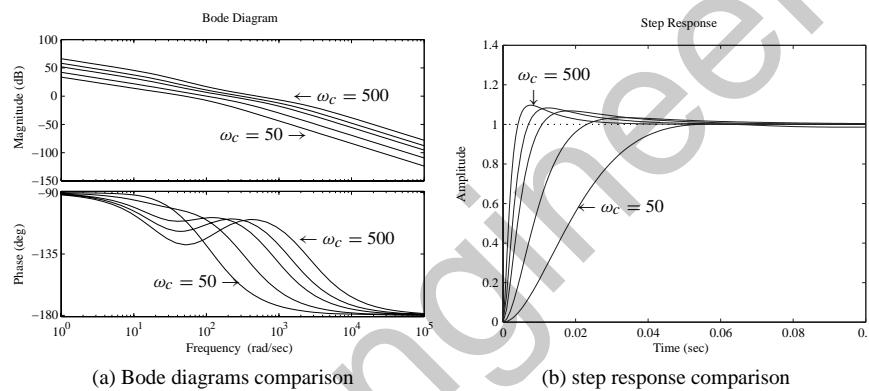 Bode Diagram
Magnitude (dB)
100
50
0
−50
−100
−150
← ωc = 500
ωc = 50 →
Phase (deg)
−90
−135
−180
← ωc = 500
ωc = 50 →
10^0 10^1 10^2 10^3 10^4 10^5
Frequency (rad/sec)
(a) Bode diagrams comparison
Step Response
Amplitude
1.4
1.2
1
0.8
0.6
0.4
0.2
0
ωc = 500
← ωc = 50
0 0.02 0.04 0.06 0.08 0.
Time (sec)
(b) step response comparison
engineer